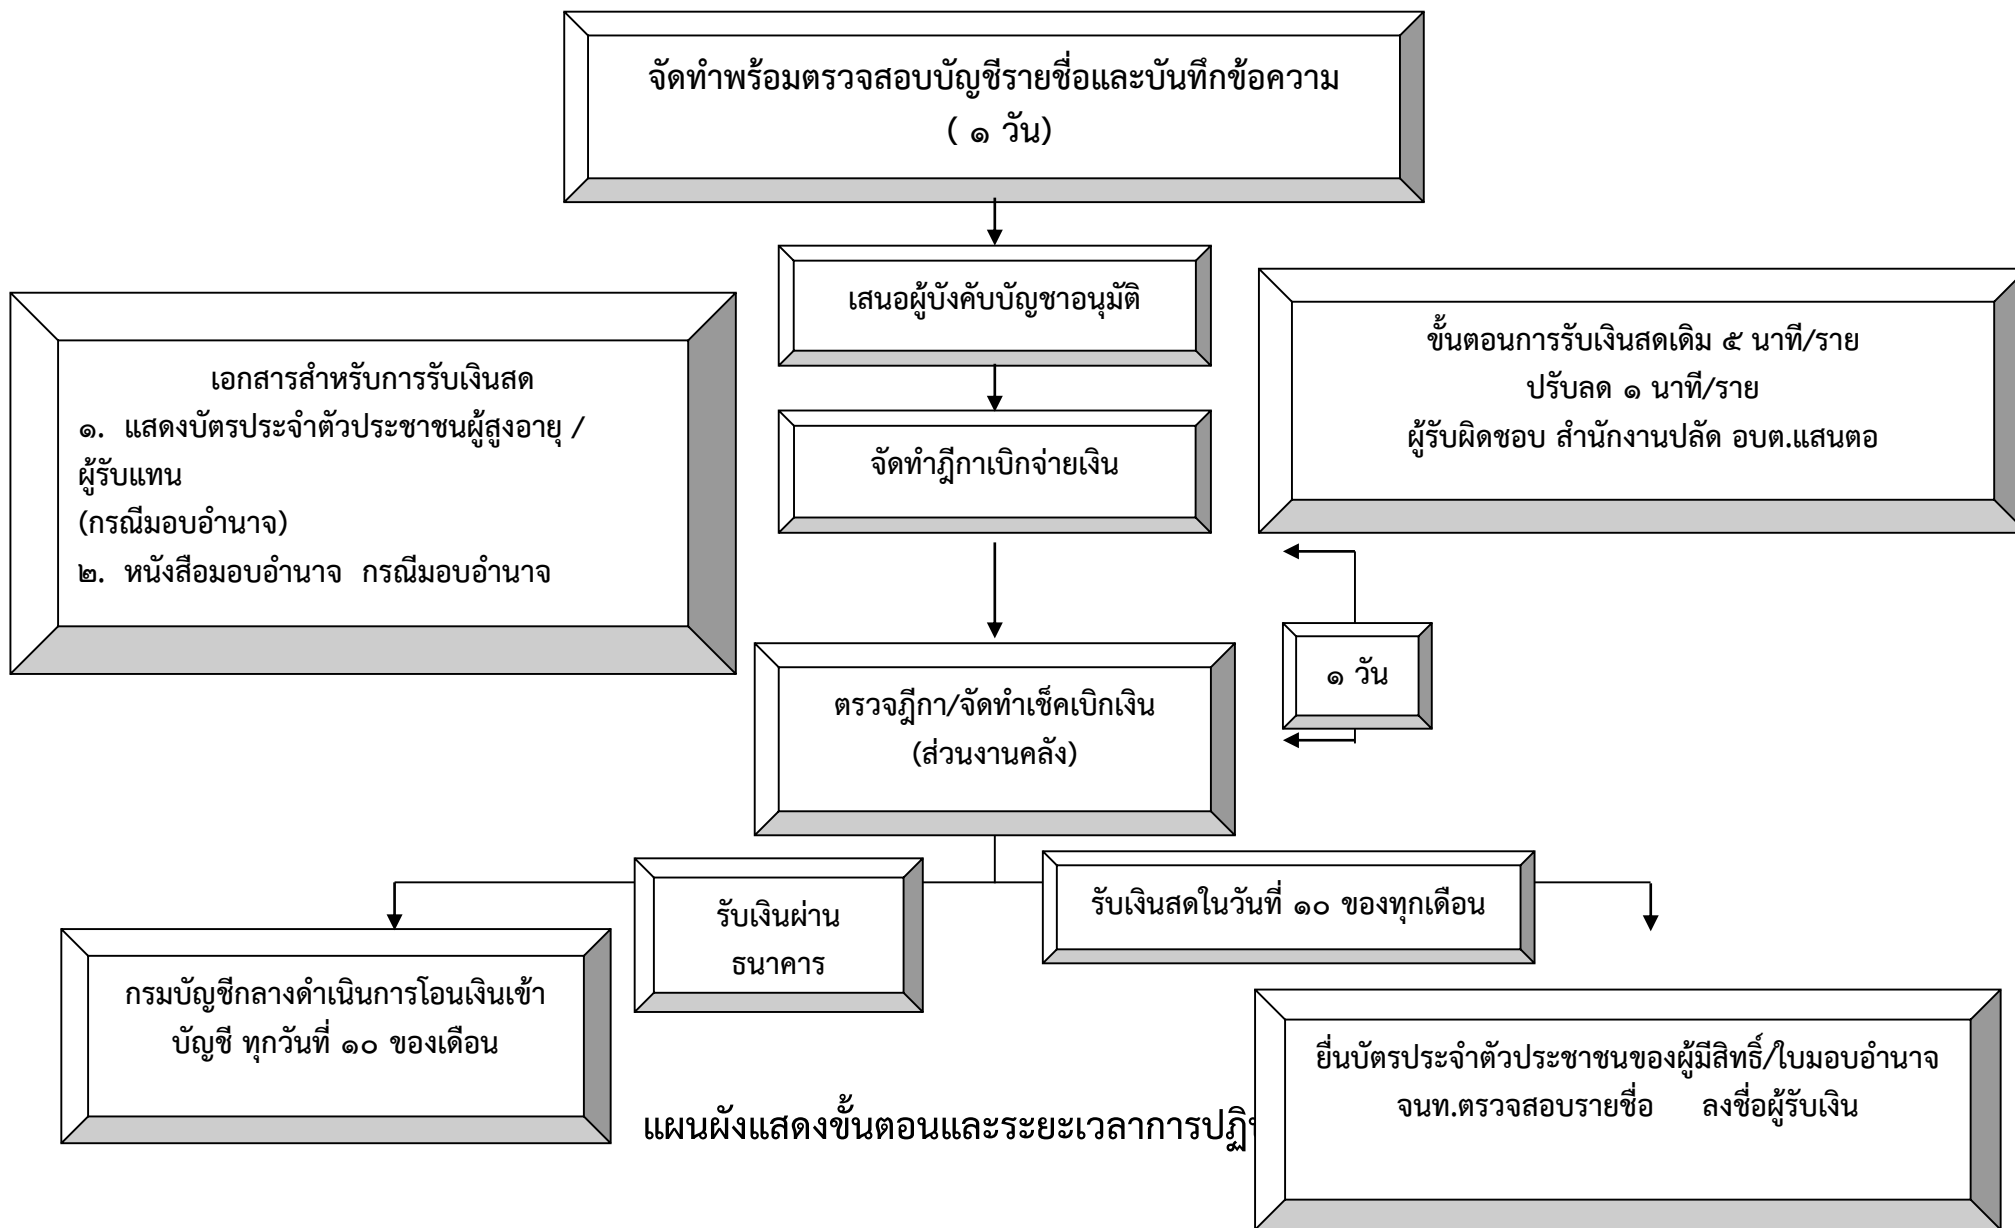 จัดทำพร้อมตรวจสอบบัญชีรายชื่อและบันทึกข้อความ
( ๑ วัน)
เสนอผู้บังคับบัญชาอนุมัติ
เอกสารสำหรับการรับเงินสด
๑. แสดงบัตรประจำตัวประชาชนผู้สูงอายุ /
ผู้รับแทน
(กรณีมอบอำนาจ)
๒. หนังสือมอบอำนาจ กรณีมอบอำนาจ
ขั้นตอนการรับเงินสดเดิม ๕ นาที/ราย
ปรับลด ๑ นาที/ราย
ผู้รับผิดชอบ สำนักงานปลัด อบต.แสนตอ
จัดทำฎีกาเบิกจ่ายเงิน
๑ วัน
ตรวจฎีกา/จัดทำเช็คเบิกเงิน
(ส่วนงานคลัง)
รับเงินผ่าน
ธนาคาร
รับเงินสดในวันที่ ๑๐ ของทุกเดือน
กรมบัญชีกลางดำเนินการโอนเงินเข้า
บัญชี ทุกวันที่ ๑๐ ของเดือน
ยื่นบัตรประจำตัวประชาชนของผู้มีสิทธิ์/ใบมอบอำนาจ
จนท.ตรวจสอบรายชื่อ ลงชื่อผู้รับเงิน
แผนผังแสดงขั้นตอนและระยะเวลาการปฏิ